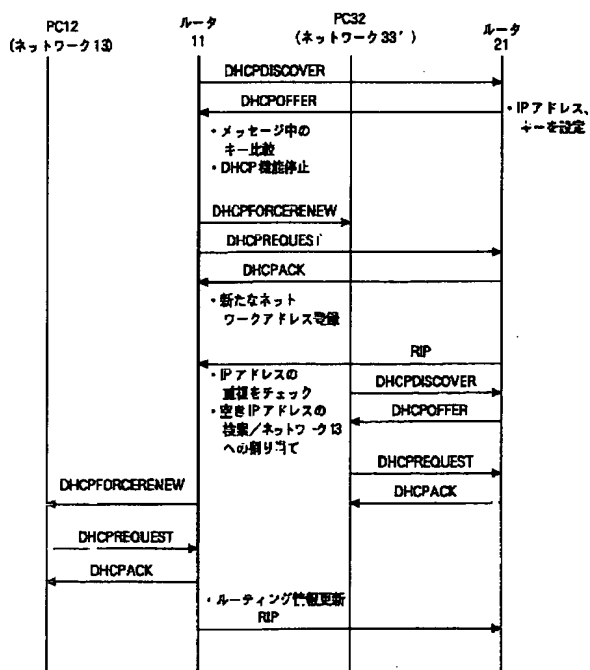 PC12
(ネットワーク13)
ルータ
11
PC32
(ネットワーク33')
ルータ
21
DHCPDISCOVER
DHCPOFFER
・IPアドレス、
キーを設定
・メッセージ中の
キー比較
・DHCP機能停止
DHCPFORCERENEW
DHCPREQUEST
DHCPACK
・新たなネット
ワークアドレス登録
RIP
・IPアドレスの
重複をチェック
・空きIPアドレスの
検索/ネットワーク13
への割り当て
DHCPDISCOVER
DHCPOFFER
DHCPREQUEST
DHCPFORCERENEW
DHCPACK
DHCPREQUEST
DHCPACK
・ルーティング情報更新
RIP